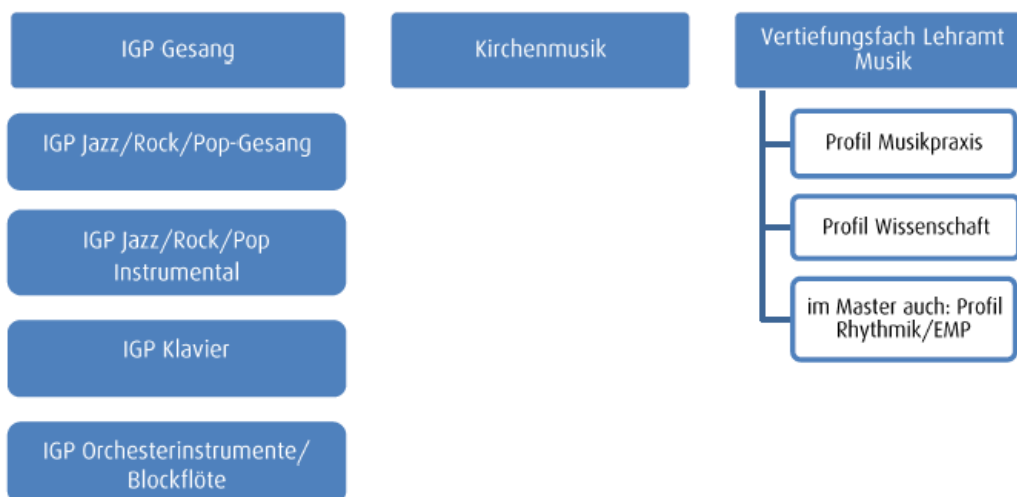 IGP Gesang
IGP Jazz/Rock/Pop-Gesang
IGP Jazz/Rock/Pop
Instrumental
IGP Klavier
IGP Orchesterinstrumente/
Blockflöte
Kirchenmusik
Vertiefungsfach Lehramt
Musik
Profil Musikpraxis
Profil Wissenschaft
im Master auch: Profil
Rhythmik/EMP